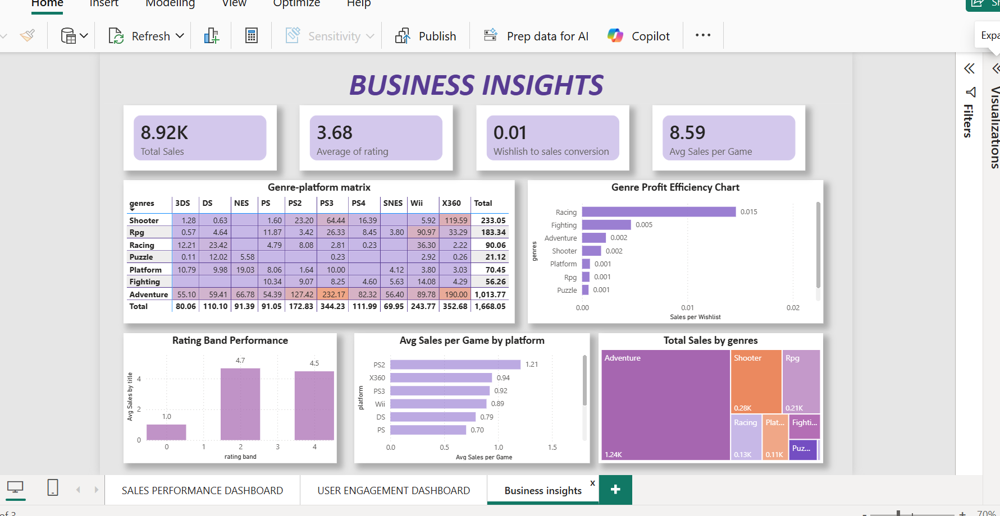 Home Insert Modeling View Optimize Help
Refresh Sensitivity Publish Prep data for AI Copilot
BUSINESS INSIGHTS
8.92K
Total Sales
3.68
Average of rating
0.01
Wishlish to sales conversion
8.59
Avg Sales per Game
Filters
Visualizations
Genre-platform matrix
genres 3DS DS NES PS PS2 PS3 PS4 SNES Wii X360 Total
Shooter 1.28 0.63 1.60 23.20 64.44 16.39 5.92 119.59 233.05
Rpg 0.57 4.64 11.87 3.42 26.33 8.45 3.80 90.97 33.29 183.34
Racing 12.21 23.42 4.79 8.08 2.81 0.23 36.30 2.22 90.06
Puzzle 0.11 12.02 5.58 0.23 2.92 0.26 21.12
Platform 10.79 9.98 19.03 8.06 1.64 10.00 4.12 3.80 3.03 70.45
Fighting 10.34 9.07 8.25 4.60 5.63 14.08 4.29 56.26
Adventure 55.10 59.41 66.78 54.39 127.42 232.17 82.32 56.40 89.78 190.00 1,013.77
Total 80.06 110.10 91.39 91.05 172.83 344.23 111.99 69.95 243.77 352.68 1,668.05
Genre Profit Efficiency Chart
genres
Racing 0.015
Fighting 0.005
Adventure 0.002
Shooter 0.002
Platform 0.001
Rpg 0.001
Puzzle 0.001
0.00 0.01 0.02
Sales per Wishlist
Rating Band Performance
Avg Sales by title
4
2
0
1.0
4.7
4.5
0 1 2 3 4
rating band
Avg Sales per Game by platform
platform
PS2 1.21
X360 0.94
PS3 0.92
Wii 0.89
DS 0.79
PS 0.70
0.0 0.5 1.0 1.5
Avg Sales per Game
Total Sales by genres
Adventure
1.24K
Shooter
0.28K
Rpg
0.21K
Racing
0.13K
Plat...
0.11K
Fighti...
Puz...
SALES PERFORMANCE DASHBOARD USER ENGAGEMENT DASHBOARD Business insights x +
70%